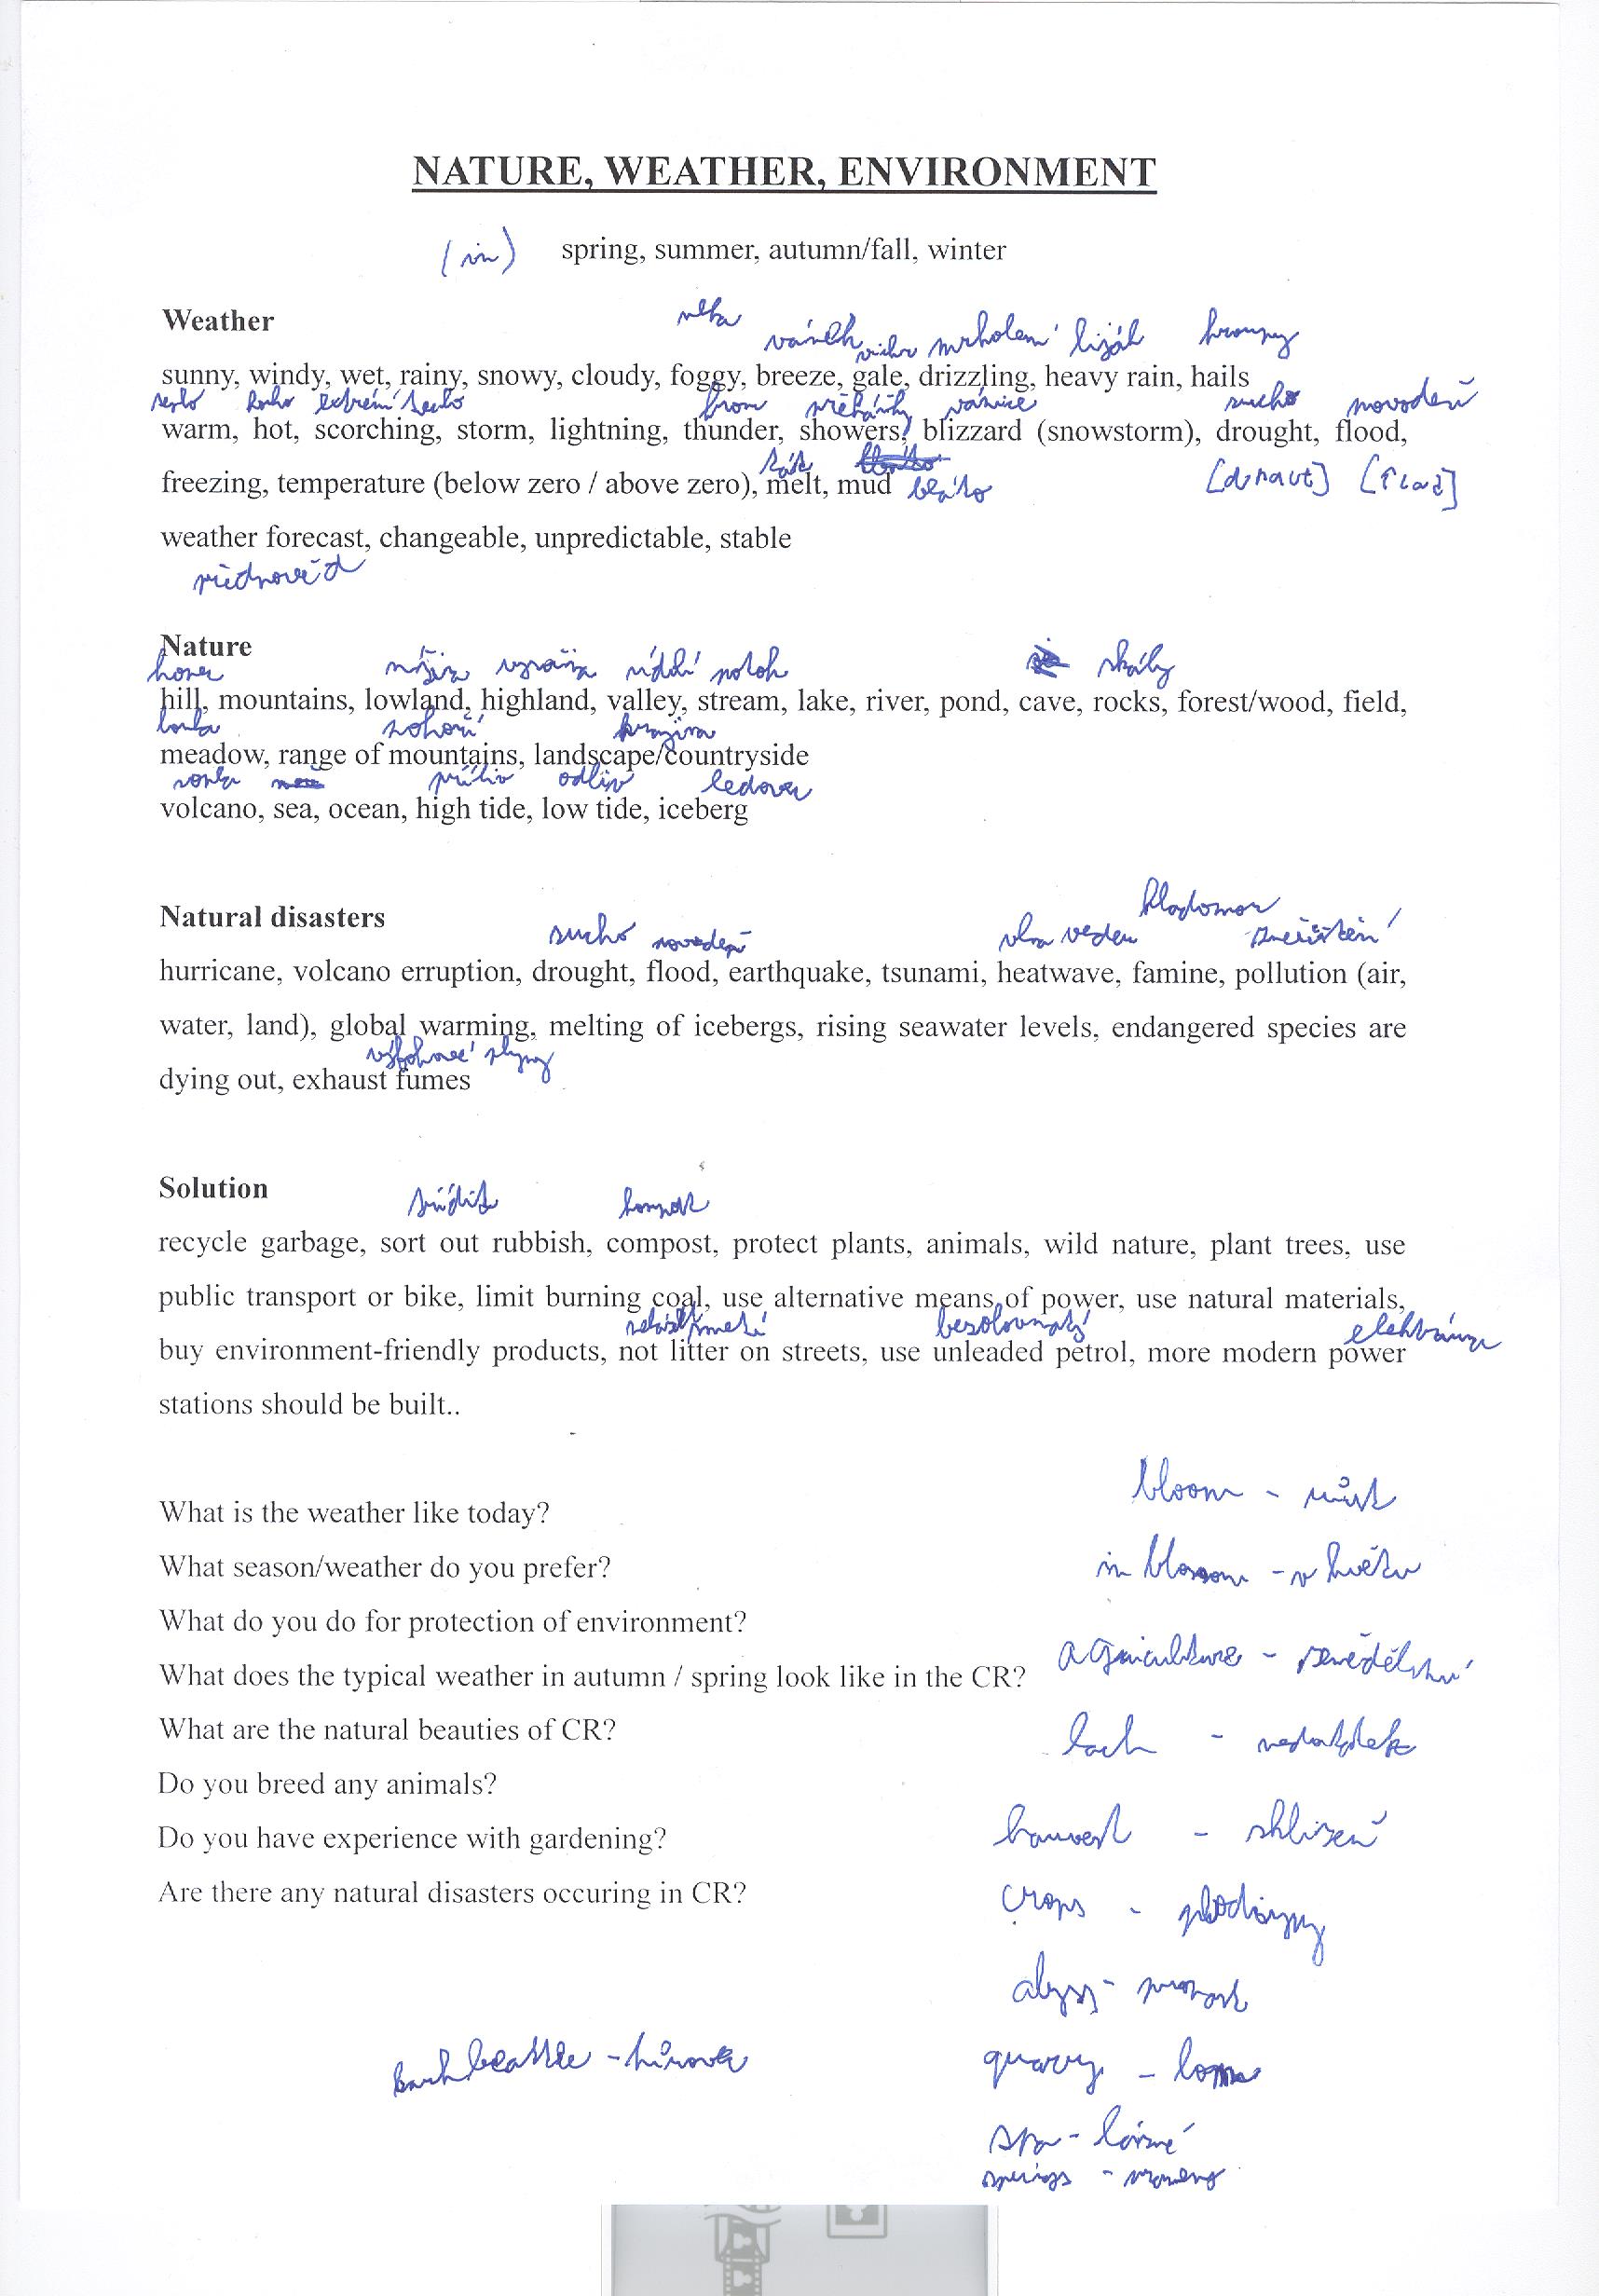 NATURE, WEATHER, ENVIRONMENT
(in) spring, summer, autumn/fall, winter
Weather
mlha
vánek vichr mrholení liják kroupy
sunny, windy, wet, rainy, snowy, cloudy, foggy, breeze, gale, drizzling, heavy rain, hails
teplo horko extrémní teplo hrom přeháňky vánice sucho povodeň
warm, hot, scorching, storm, lightning, thunder, showers, blizzard (snowstorm), drought, flood,
tát
freezing, temperature (below zero / above zero), melt, mud bláto
weather forecast, changeable, unpredictable, stable
předpověď
Nature
nížina údolí potok skály
hill, mountains, lowland, highland, valley, stream, lake, river, pond, cave, rocks, forest/wood, field,
louka pohoří krajina
meadow, range of mountains, landscape/countryside
sopka příliv odliv ledovec
volcano, sea, ocean, high tide, low tide, iceberg
Natural disasters
hladomor
sucho povodeň vlna veder znečištění
hurricane, volcano erruption, drought, flood, earthquake, tsunami, heatwave, famine, pollution (air,
water, land), global warming, melting of icebergs, rising seawater levels, endangered species are
výfukové plyny
dying out, exhaust fumes
Solution
třídit kompost
recycle garbage, sort out rubbish, compost, protect plants, animals, wild nature, plant trees, use
public transport or bike, limit burning coal, use alternative means of power, use natural materials,
bezolovnatý elektrárny
buy environment-friendly products, not litter on streets, use unleaded petrol, more modern power
stations should be built..
bloom - růst
What is the weather like today?
What season/weather do you prefer?
in blossom - v květu
What do you do for protection of environment?
agriculture - zemědělství
What does the typical weather in autumn / spring look like in the CR?
What are the natural beauties of CR?
lack - nedostatek
Do you breed any animals?
Do you have experience with gardening?
harvest - sklizeň
Are there any natural disasters occuring in CR?
crops - plodiny
abyss - propast
bark beattle - kůrovec
quarry - lom
spa - lázně
springs - prameny